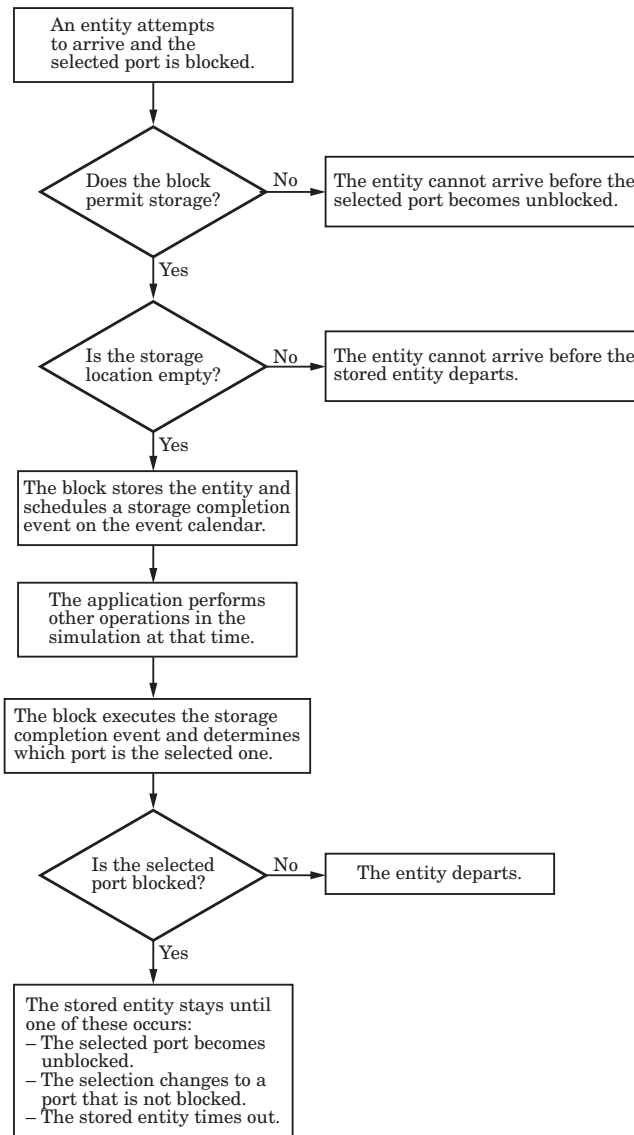 An entity attempts
to arrive and the
selected port is blocked.
Does the block
permit storage?
No
The entity cannot arrive before the
selected port becomes unblocked.
Yes
Is the storage
location empty?
No
The entity cannot arrive before the
stored entity departs.
Yes
The block stores the entity and
schedules a storage completion
event on the event calendar.
The application performs
other operations in the
simulation at that time.
The block executes the storage
completion event and determines
which port is the selected one.
Is the selected
port blocked?
No
The entity departs.
Yes
The stored entity stays until
one of these occurs:
– The selected port becomes
unblocked.
– The selection changes to a
port that is not blocked.
– The stored entity times out.